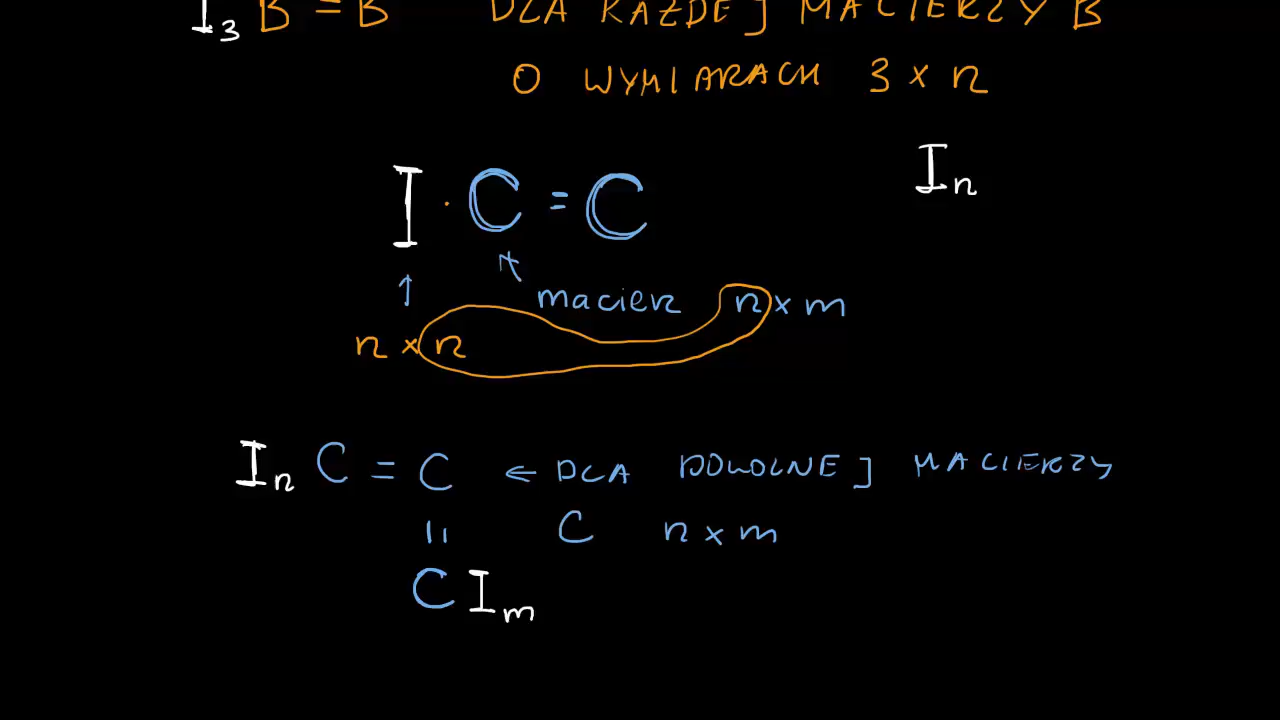 I₃ B = B DLA KAŻDEJ MACIERZY B
O WYMIARACH 3 × n
Iₙ
I · C = C
↑ ↖ macierz n × m
n × n
Iₙ C = C ← DLA DOWOLNEJ MACIERZY
|| C n × m
C Iₘ